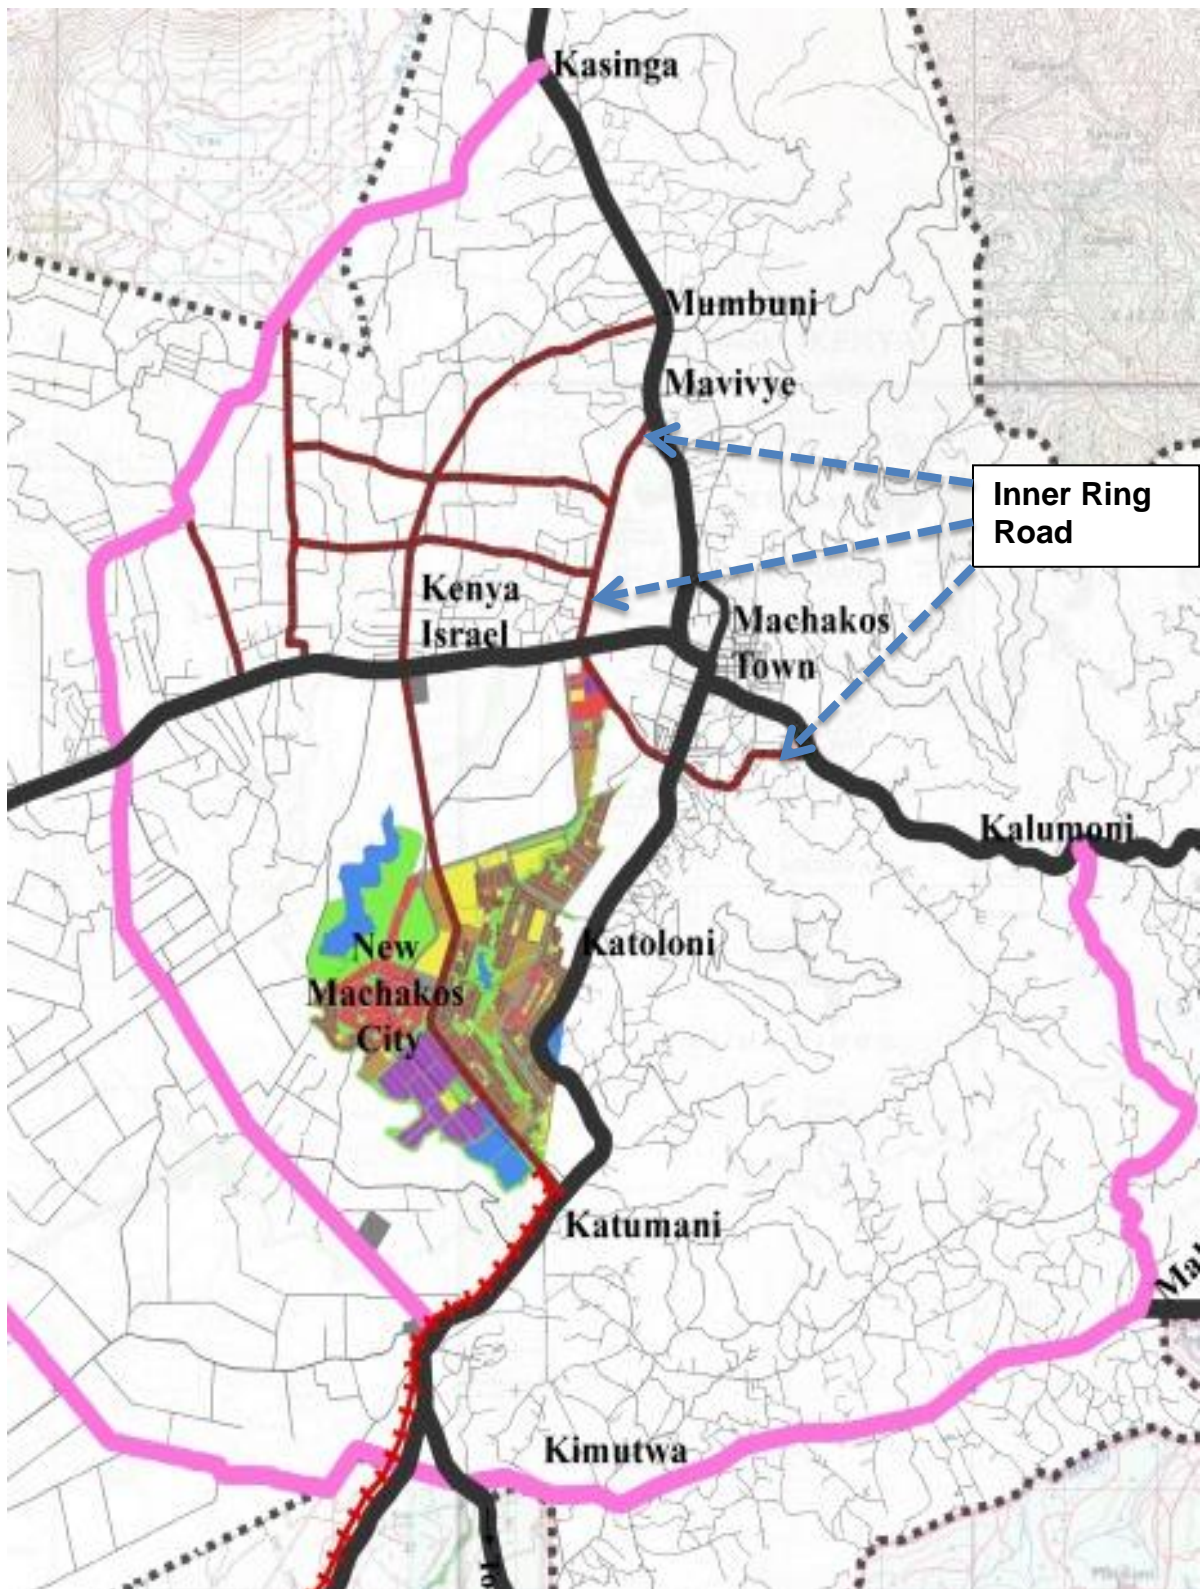 Kasinga
Mumbuni
Mavivye
Inner Ring
Road
Kenya
Israel
Machakos
Town
Kalumoni
Katoloni
New
Machakos
City
Katumani
Kimutwa